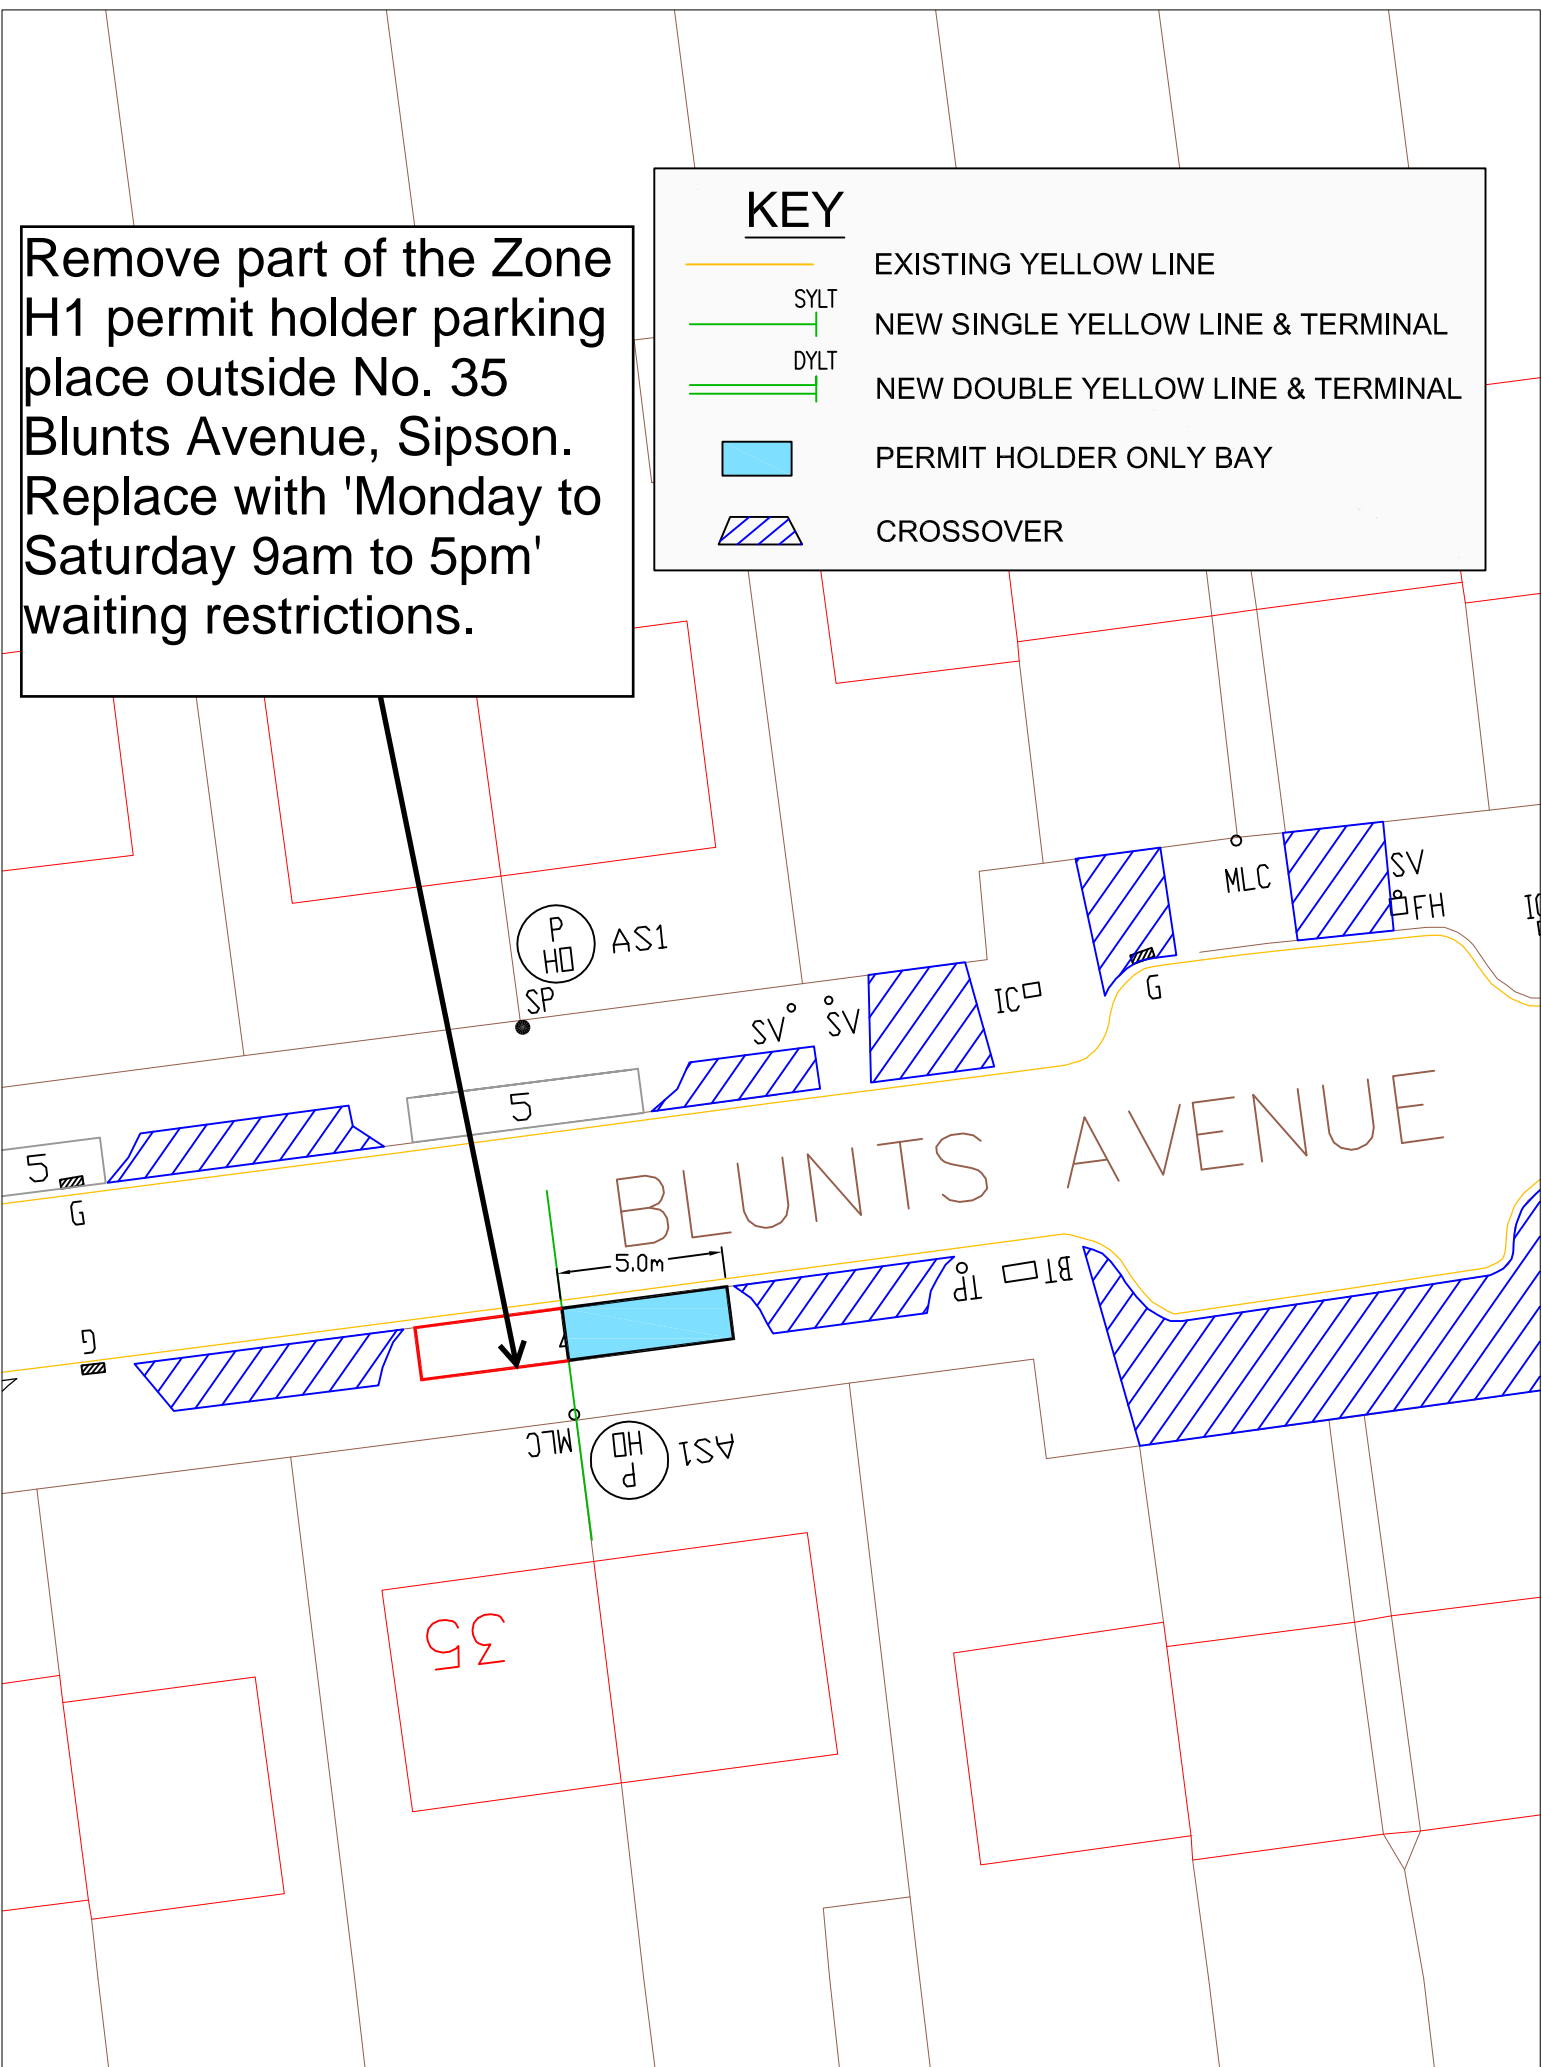 Remove part of the Zone
H1 permit holder parking
place outside No. 35
Blunts Avenue, Sipson.
Replace with 'Monday to
Saturday 9am to 5pm'
waiting restrictions.
KEY
EXISTING YELLOW LINE
SYLT
NEW SINGLE YELLOW LINE & TERMINAL
DYLT
NEW DOUBLE YELLOW LINE & TERMINAL
PERMIT HOLDER ONLY BAY
CROSSOVER
MLC
SV
FH
P
HO
AS1
SP
SV
SV
IC
G
5
5
G
BLUNTS AVENUE
5.0m
TP
BT
G
MLC
P
HO
AS1
35